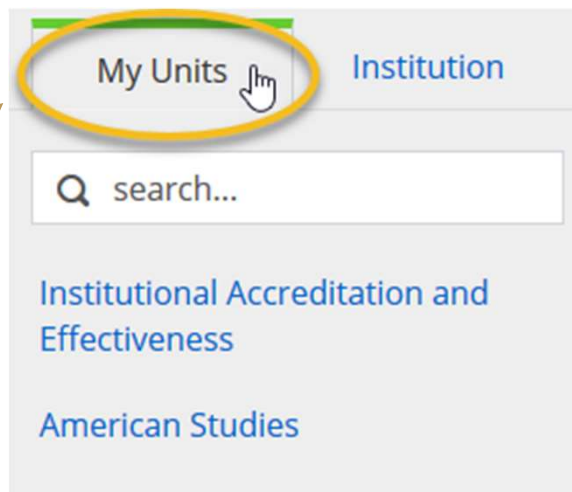 My Units
Institution
search...
Institutional Accreditation and
Effectiveness
American Studies